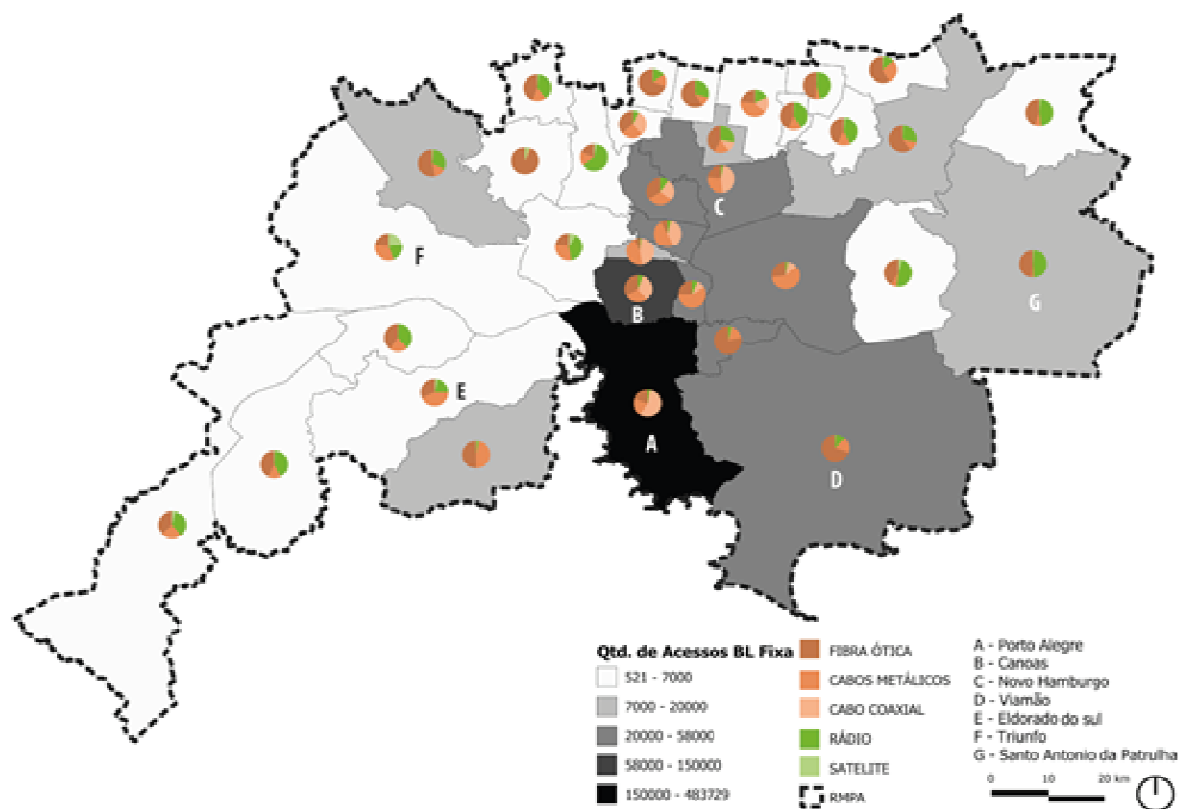 F
C
B
G
E
A
D
Qtd. de Acessos BL Fixa
521 - 7000
7000 - 20000
20000 - 58000
58000 - 150000
150000 - 483729
FIBRA ÓTICA
CABOS METÁLICOS
CABO COAXIAL
RÁDIO
SATELITE
RMPA
A - Porto Alegre
B - Canoas
C - Novo Hamburgo
D - Viamão
E - Eldorado do sul
F - Triunfo
G - Santo Antonio da Patrulha
0 10 20 km